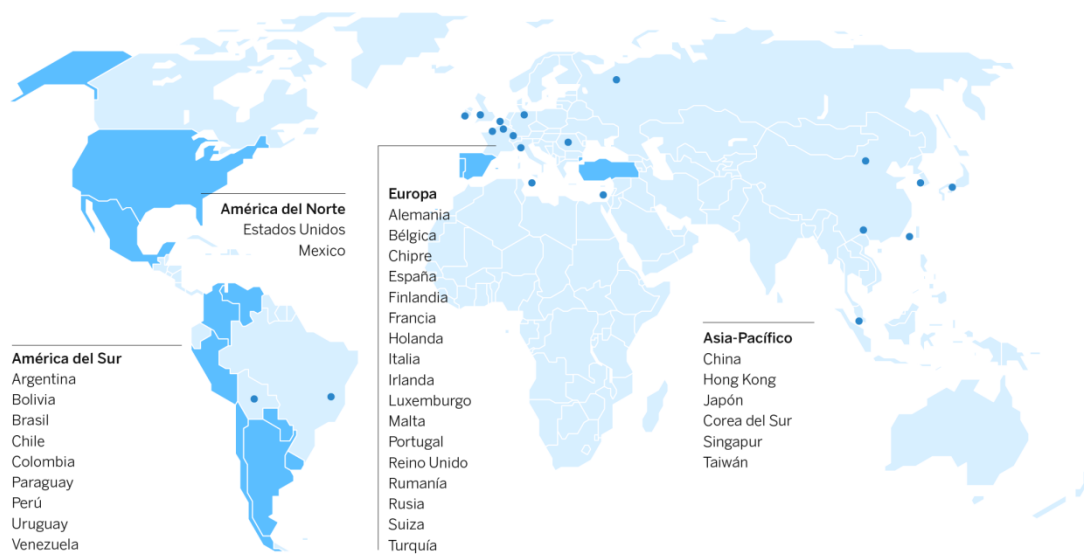 América del Norte
Estados Unidos
Mexico
América del Sur
Argentina
Bolivia
Brasil
Chile
Colombia
Paraguay
Perú
Uruguay
Venezuela
Europa
Alemania
Bélgica
Chipre
España
Finlandia
Francia
Holanda
Italia
Irlanda
Luxemburgo
Malta
Portugal
Reino Unido
Rumanía
Rusia
Suiza
Turquía
Asia-Pacífico
China
Hong Kong
Japón
Corea del Sur
Singapur
Taiwán